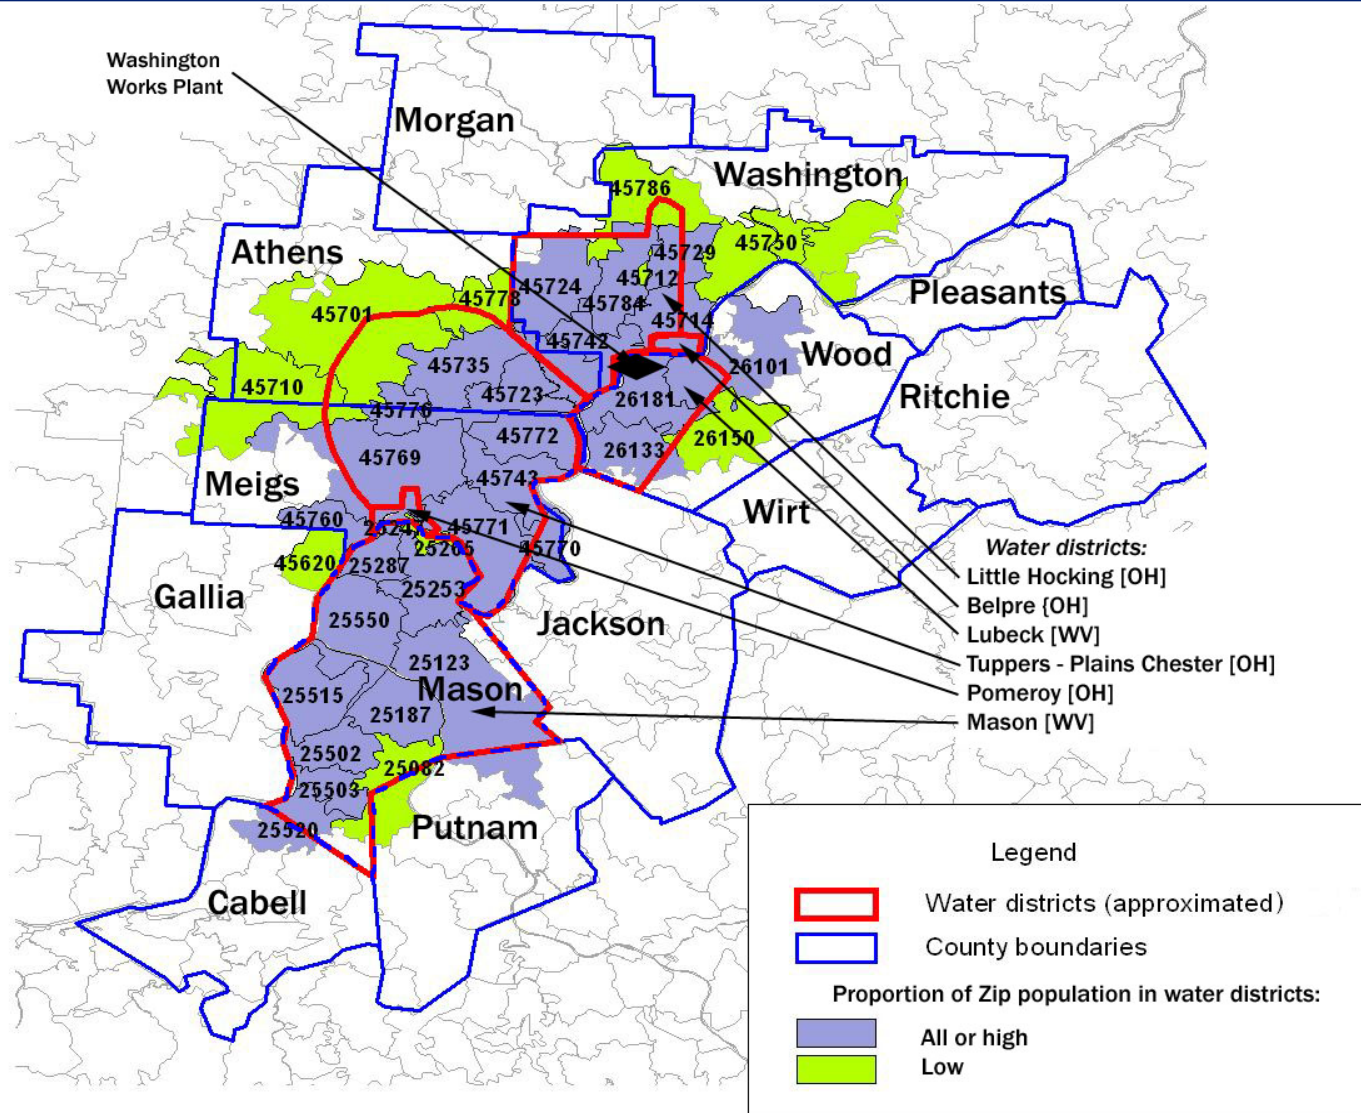 Washington
Works Plant
Morgan
Washington
45786
Athens
45750
45729
45712
45724
45778
45784
Pleasants
45701
45714
45742
Wood
45735
26101
45710
45723
26181
Ritchie
45776
45772
26150
26133
45769
45743
Meigs
Wirt
45760
45771
25265
45770
45620
25287
25253
Gallia
25550
Jackson
Water districts:
Little Hocking [OH]
Belpre {OH]
Lubeck [WV]
Tuppers - Plains Chester [OH]
Pomeroy [OH]
Mason [WV]
25123
Mason
25515
25187
25502
25082
25503
25520
Putnam
Cabell
Legend
Water districts (approximated)
County boundaries
Proportion of Zip population in water districts:
All or high
Low